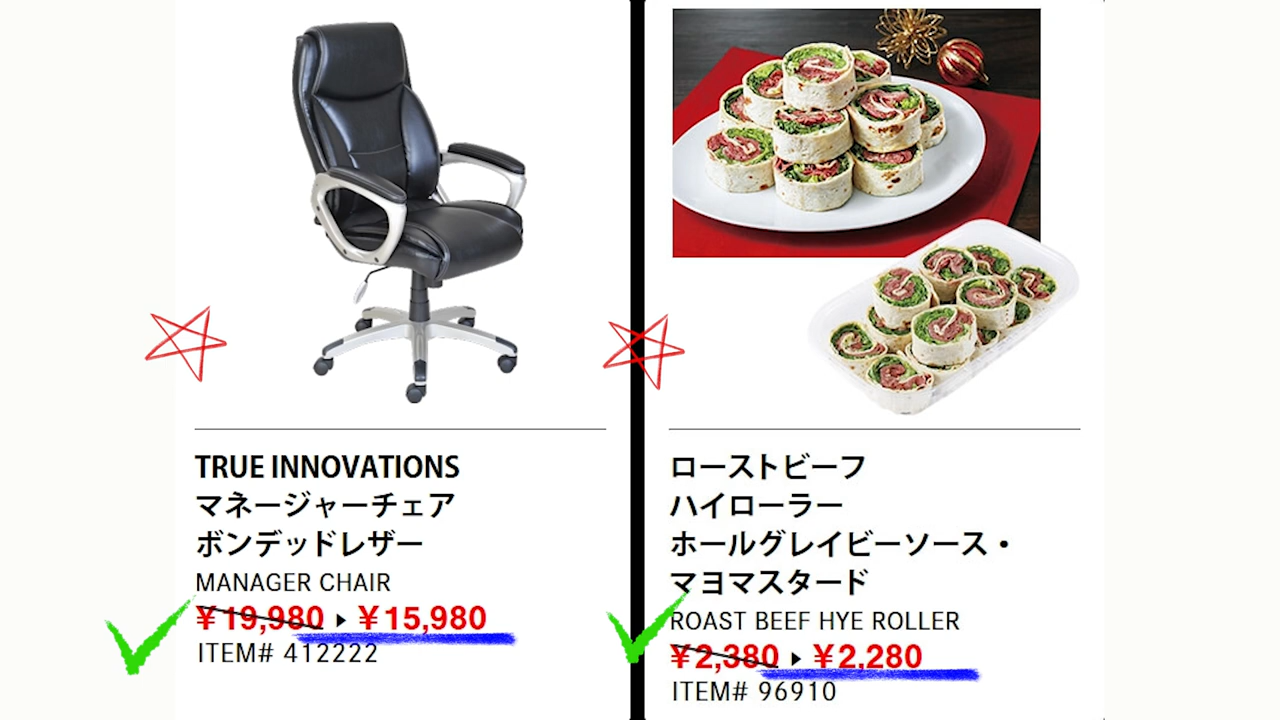 TRUE INNOVATIONS
マネージャーチェア
ボンデッドレザー
MANAGER CHAIR
¥19,980 ▶ ¥15,980
ITEM# 412222
ローストビーフ
ハイローラー
ホールグレイビーソース・
マヨマスタード
ROAST BEEF HYE ROLLER
¥2,380 ▶ ¥2,280
ITEM# 96910